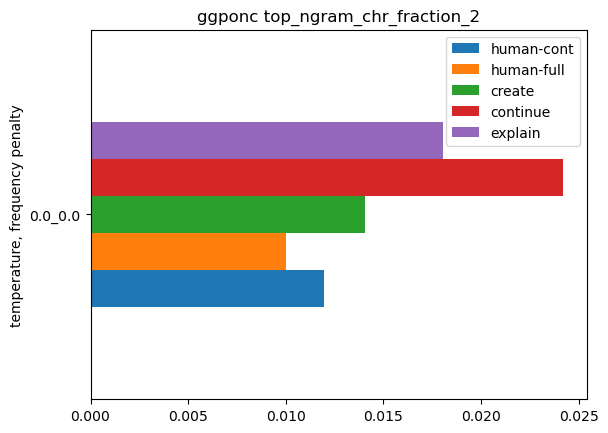 ggponc top_ngram_chr_fraction_2
human-cont
human-full
create
continue
explain
temperature, frequency penalty
0.0_0.0
0.000 0.005 0.010 0.015 0.020 0.025